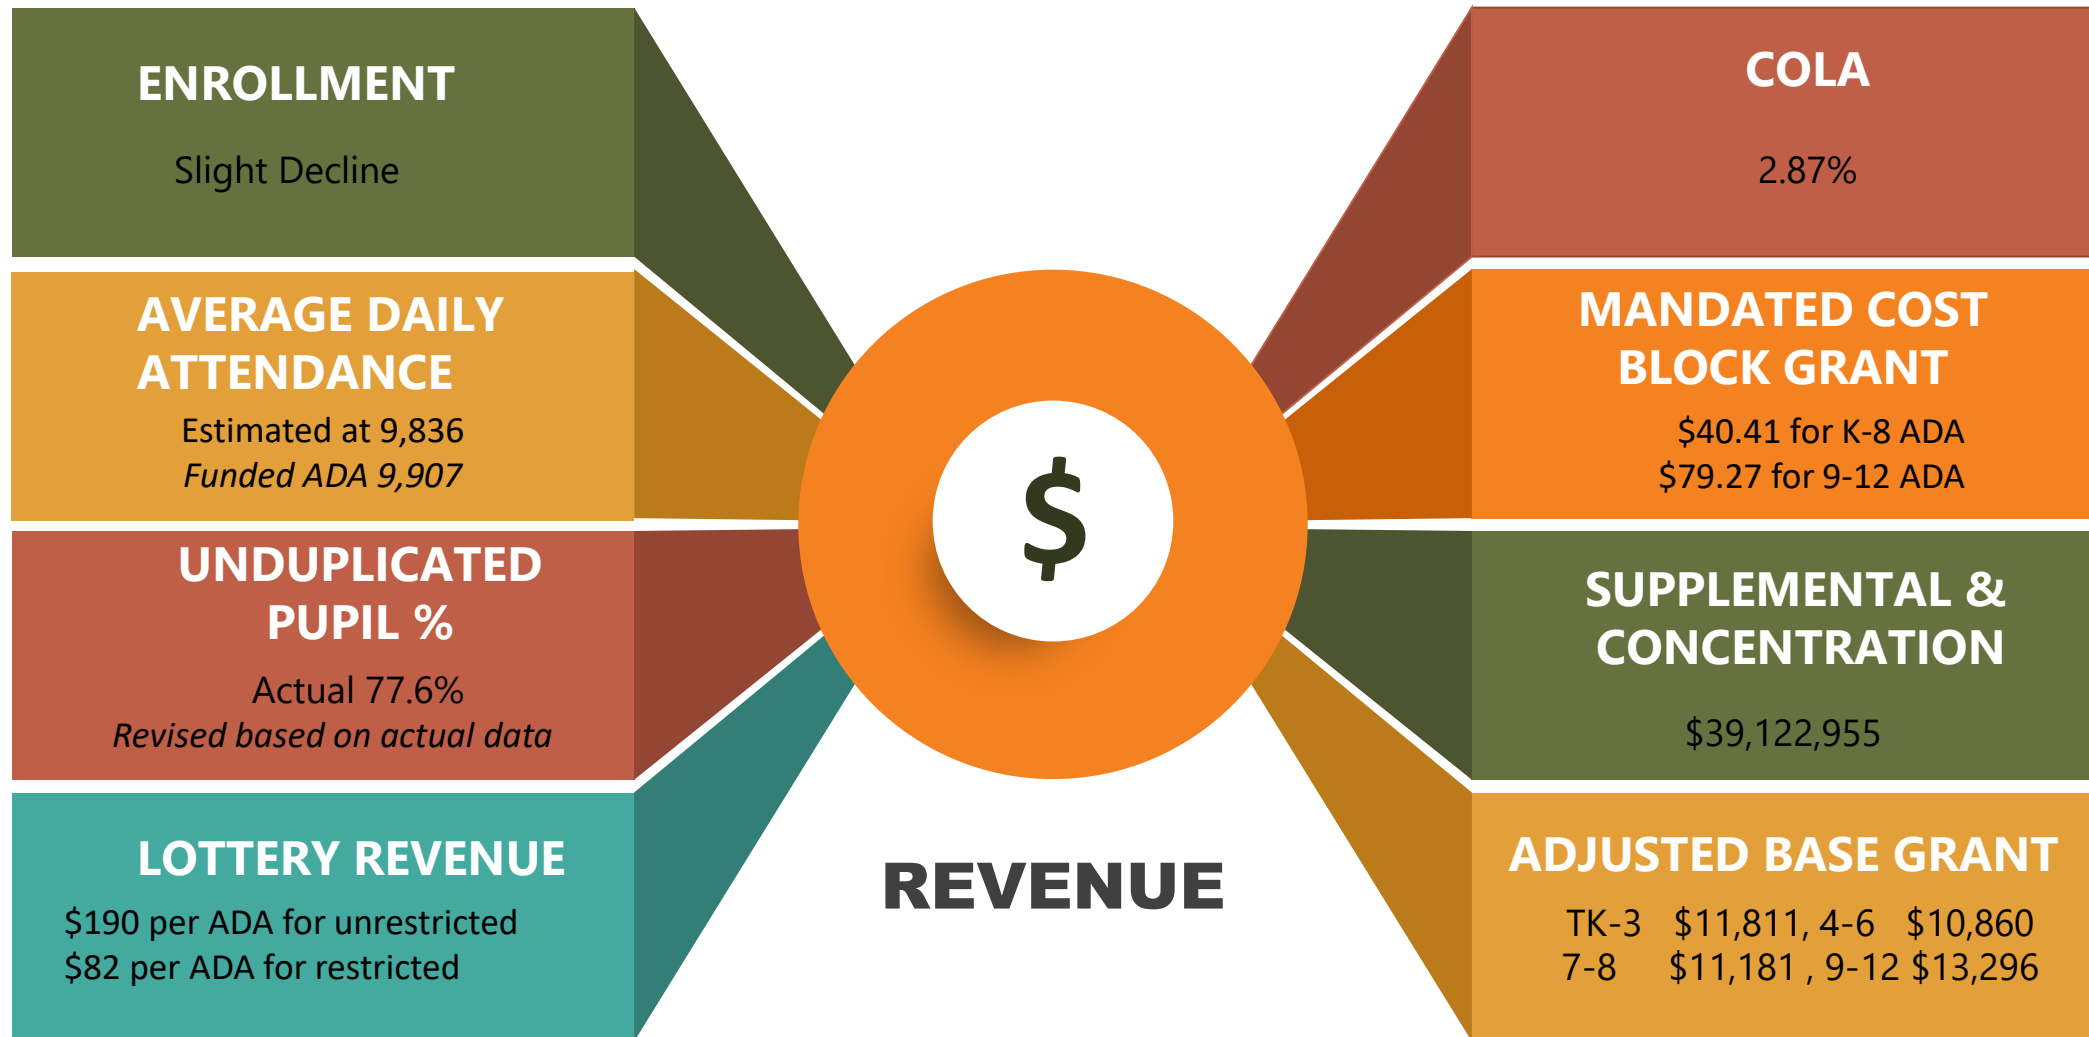 ENROLLMENT
Slight Decline
AVERAGE DAILY
ATTENDANCE
Estimated at 9,836
Funded ADA 9,907
UNDUPLICATED
PUPIL %
Actual 77.6%
Revised based on actual data
LOTTERY REVENUE
$190 per ADA for unrestricted
$82 per ADA for restricted
$
REVENUE
COLA
2.87%
MANDATED COST
BLOCK GRANT
$40.41 for K-8 ADA
$79.27 for 9-12 ADA
SUPPLEMENTAL &
CONCENTRATION
$39,122,955
ADJUSTED BASE GRANT
TK-3 $11,811, 4-6 $10,860
7-8 $11,181 , 9-12 $13,296